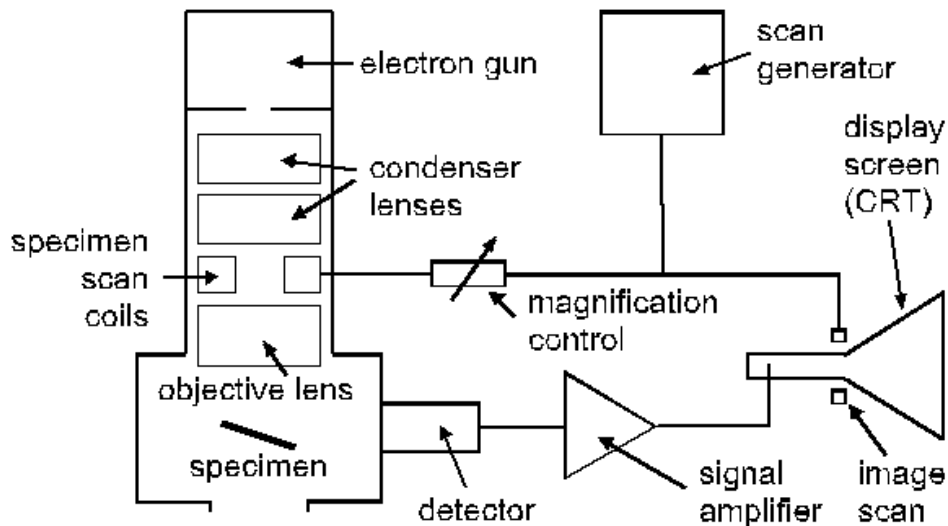 electron gun
scan
generator
display
screen
(CRT)
condenser
lenses
specimen
scan
coils
magnification
control
objective lens
specimen
detector
signal
amplifier
image
scan